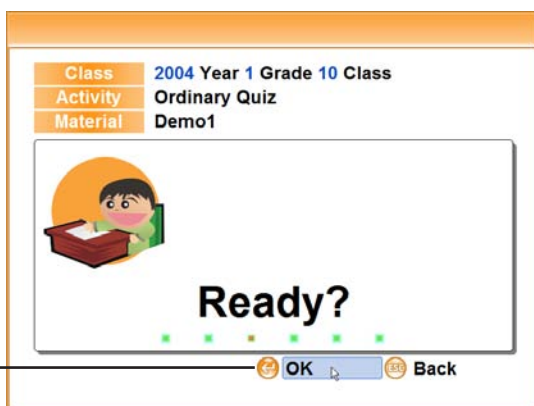 Class 2004 Year 1 Grade 10 Class
Activity Ordinary Quiz
Material Demo1
Ready?
OK Back